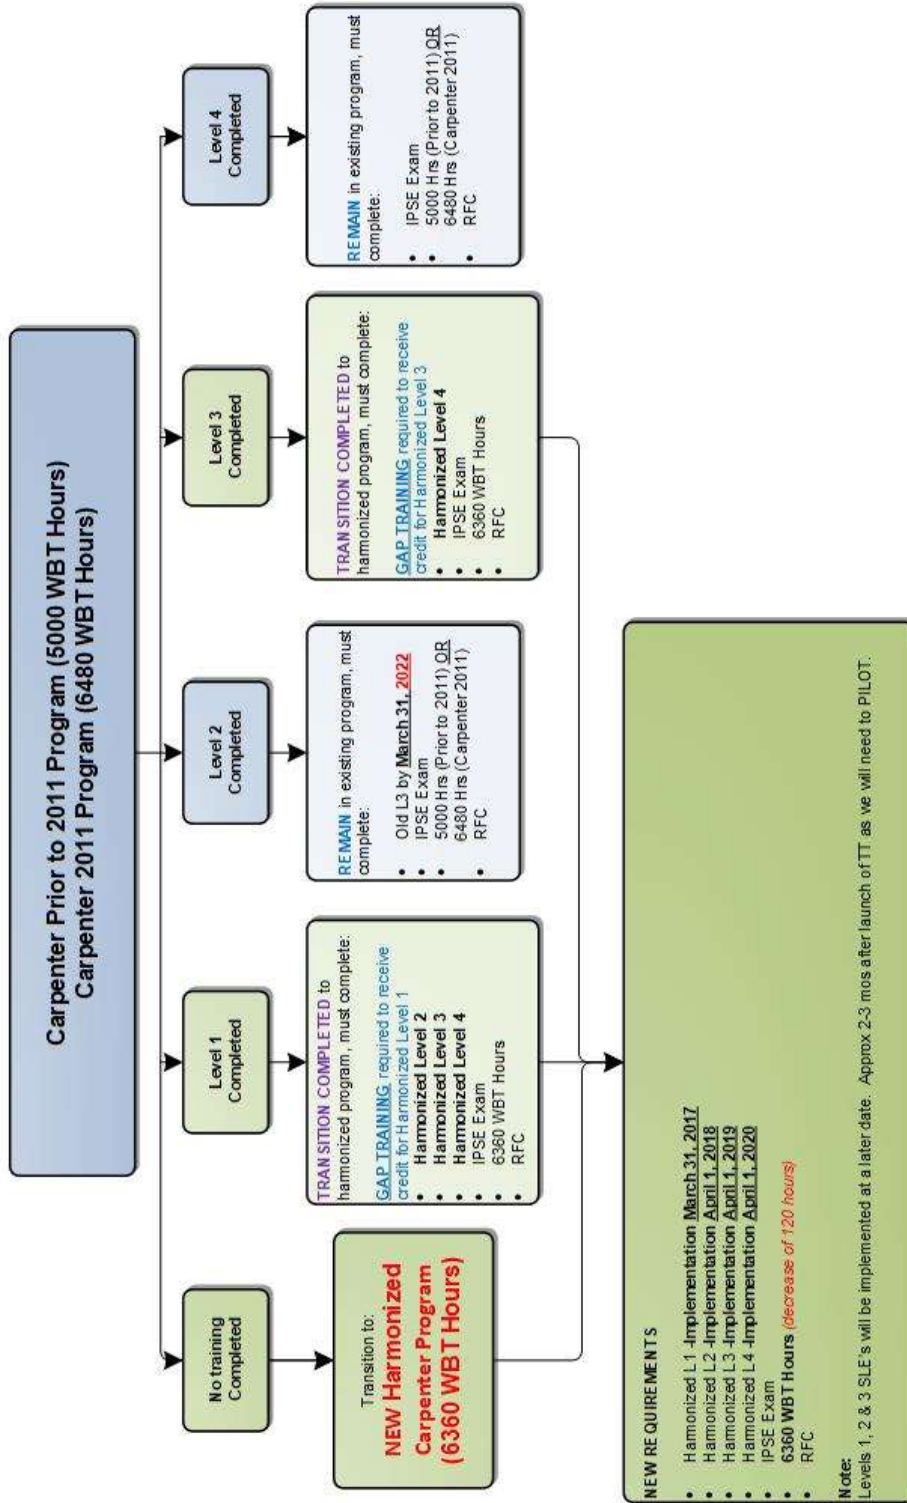 Carpenter Prior to 2011 Program (5000 WBT Hours)
Carpenter 2011 Program (6480 WBT Hours)
No training
Completed
Level 1
Completed
Level 2
Completed
Level 3
Completed
Level 4
Completed
Transition to:
NEW Harmonized
Carpenter Program
(6360 WBT Hours)
TRANSITION COMPLETED to
harmonized program, must complete:
GAP TRAINING required to receive
credit for Harmonized Level 1
• Harmonized Level 2
• Harmonized Level 3
• Harmonized Level 4
• IPSE Exam
• 6360 WBT Hours
• RFC
REMAIN in existing program, must
complete:
• Old L3 by March 31, 2022
• IPSE Exam
• 5000 Hrs (Prior to 2011) OR
6480 Hrs (Carpenter 2011)
• RFC
TRANSITION COMPLETED to
harmonized program, must complete:
GAP TRAINING required to receive
credit for Harmonized Level 3
• Harmonized Level 4
• IPSE Exam
• 6360 WBT Hours
• RFC
REMAIN in existing program, must
complete:
• IPSE Exam
• 5000 Hrs (Prior to 2011) OR
6480 Hrs (Carpenter 2011)
• RFC
NEW REQUIREMENTS
• Harmonized L1 -Implementation March 31, 2017
• Harmonized L2 -Implementation April 1, 2018
• Harmonized L3 -Implementation April 1, 2019
• Harmonized L4 -Implementation April 1, 2020
• IPSE Exam
• 6360 WBT Hours (decrease of 120 hours)
• RFC
Note:
Levels 1, 2 & 3 SLE's will be implemented at a later date. Approx 2-3 mos after launch of TT as we will need to PILOT.